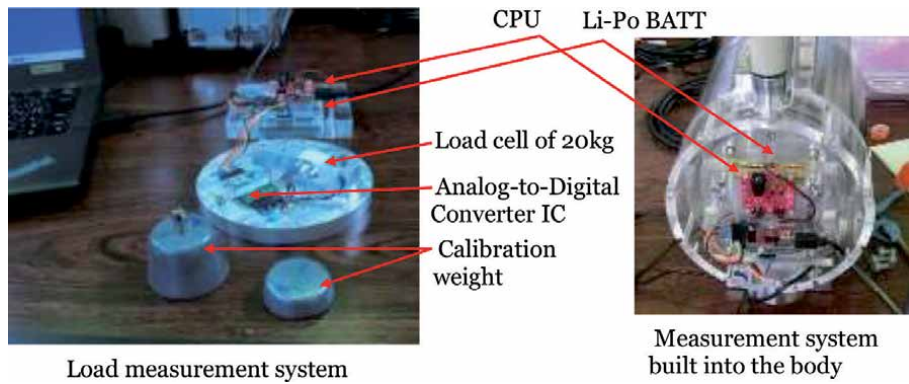 CPU
Li-Po BATT
Load cell of 20kg
Analog-to-Digital
Converter IC
Calibration
weight
Load measurement system
Measurement system
built into the body